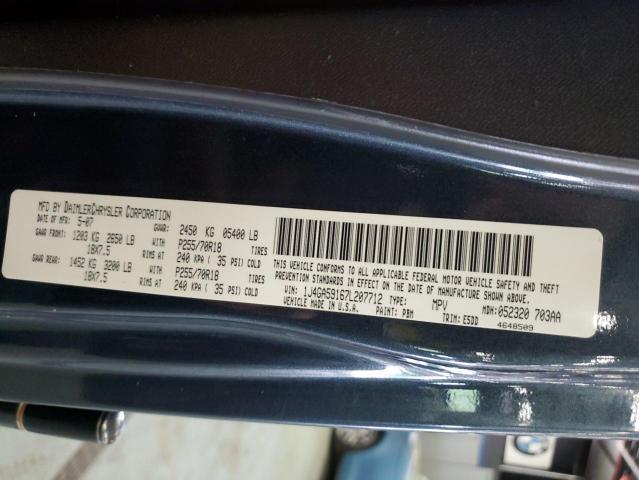 MFD BY DAIMLERCHRYSLER CORPORATION
DATE OF MFR: 5-07 GVWR: 2450 KG 05400 LB
GAWR FRONT: 1203 KG 2650 LB WITH P255/70R18 TIRES
18X7.5 RIMS AT 240 KPA ( 35 PSI) COLD
GAWR REAR: 1452 KG 3200 LB WITH P255/70R18 TIRES
18X7.5 RIMS AT 240 KPA ( 35 PSI) COLD
THIS VEHICLE CONFORMS TO ALL APPLICABLE FEDERAL MOTOR VEHICLE SAFETY AND THEFT
PREVENTION STANDARDS IN EFFECT ON THE DATE OF MANUFACTURE SHOWN ABOVE.
VIN: 1J4GA59167L207712 TYPE: MPV MDH: 052320 703AA
VEHICLE MADE IN U.S.A. PAINT: PBM TRIM: E5DD 4648509